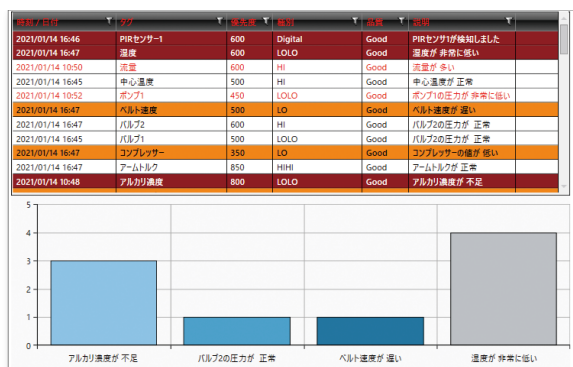 時刻 / 日付 タグ 優先度 種別 品質 説明
2021/01/14 16:46 PIRセンサー1 600 Digital Good PIRセンサ1が検知しました
2021/01/14 16:47 湿度 600 LOLO Good 湿度が 非常に低い
2021/01/14 10:50 流量 600 HI Good 流量が 多い
2021/01/14 16:45 中心温度 500 HI Good 中心温度が 正常
2021/01/14 10:52 ポンプ1 450 LOLO Good ポンプ1の圧力が 非常に低い
2021/01/14 16:47 ベルト速度 500 LO Good ベルト速度が 遅い
2021/01/14 16:47 バルブ2 600 HI Good バルブ2の圧力が 正常
2021/01/14 16:45 バルブ1 500 LOLO Good バルブ2の圧力が 正常
2021/01/14 16:47 コンプレッサー 350 LO Good コンプレッサーの値が 低い
2021/01/14 16:47 アームトルク 850 HIHI Good アームトルクが 正常
2021/01/14 10:48 アルカリ濃度 800 LOLO Good アルカリ濃度が 不足
5
4
3
2
1
0
アルカリ濃度が 不足 バルブ2の圧力が 正常 ベルト速度が 遅い 湿度が 非常に低い